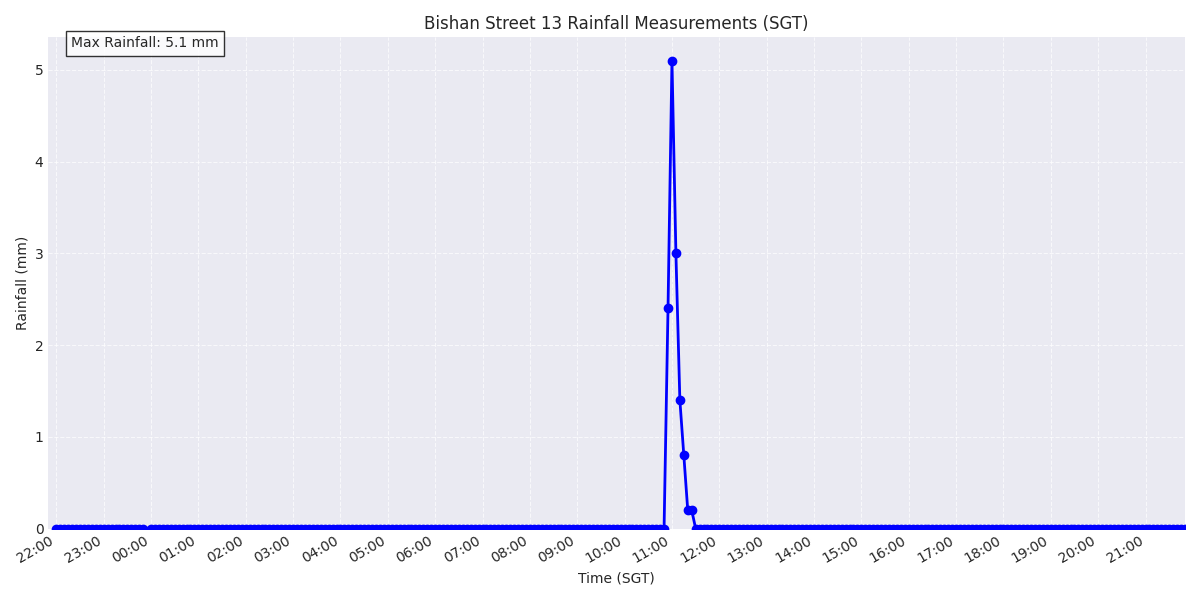 Bishan Street 13 Rainfall Measurements (SGT)
Max Rainfall: 5.1 mm
5
4
3
2
1
0
Rainfall (mm)
22:00 23:00 00:00 01:00 02:00 03:00 04:00 05:00 06:00 07:00 08:00 09:00 10:00 11:00 12:00 13:00 14:00 15:00 16:00 17:00 18:00 19:00 20:00 21:00
Time (SGT)